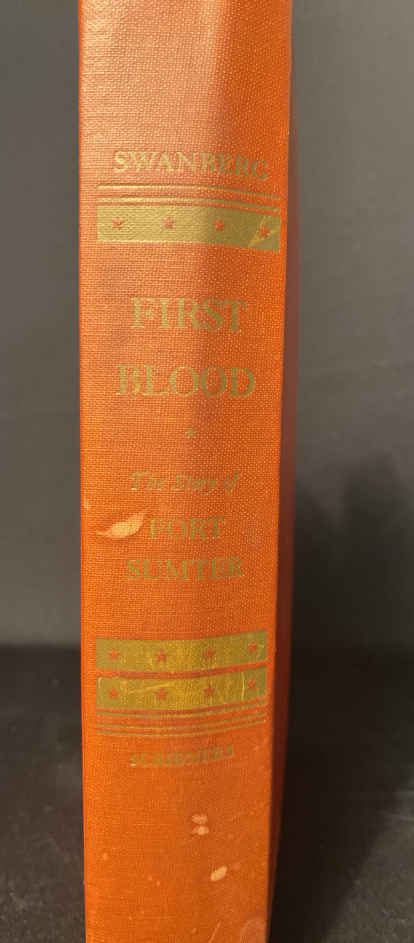 SWANBERG
FIRST
BLOOD
The Story of
FORT
SUMTER
SCRIBNERS